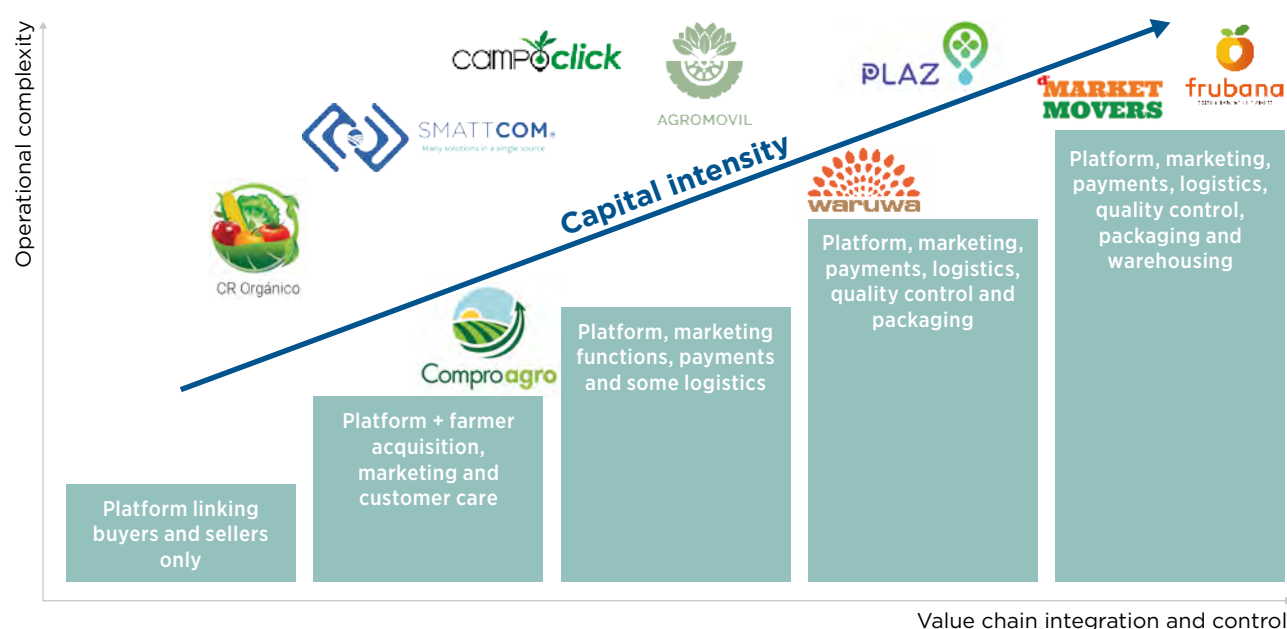 Operational complexity
campoclick
AGROMOVIL
PLAZ
MARKET
MOVERS
frubana
SMATTCOM
Many solutions in a single source
Capital intensity
waruwa
CR Orgánico
Comproagro
Platform linking
buyers and sellers
only
Platform + farmer
acquisition,
marketing and
customer care
Platform, marketing
functions, payments
and some logistics
Platform, marketing,
payments, logistics,
quality control and
packaging
Platform, marketing,
payments, logistics,
quality control,
packaging and
warehousing
Value chain integration and control